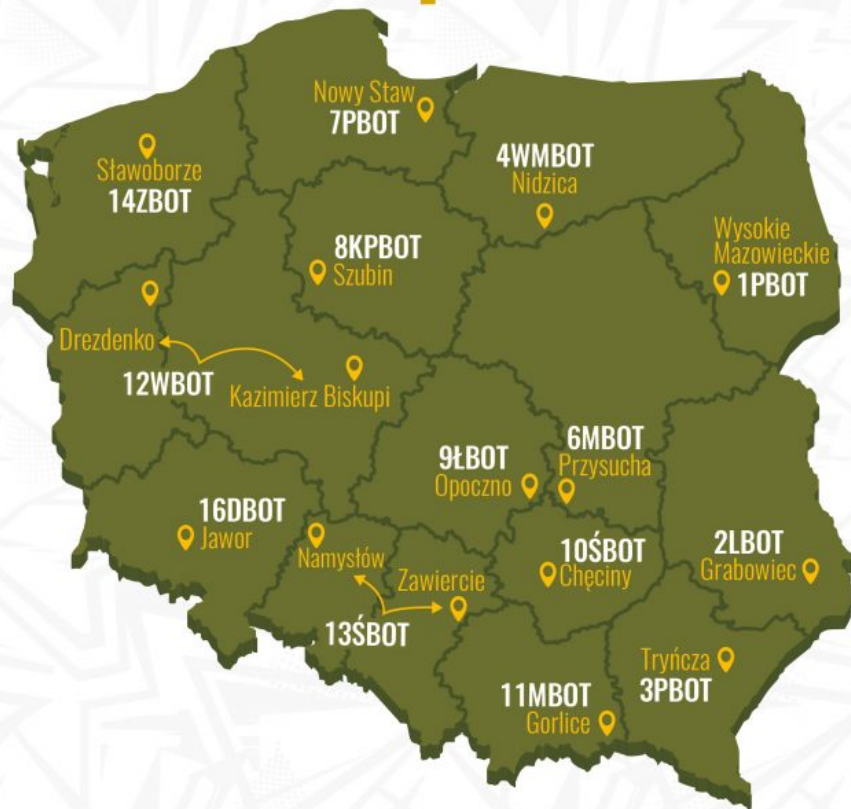 Nowy Staw
7PBOT
4WMBOT
Nidzica
Sławoborze
14ZBOT
Wysokie
Mazowieckie
1PBOT
8KPBOT
Szubin
Drezdenko
12WBOT
Kazimierz Biskupi
9ŁBOT
Opoczno
6MBOT
Przysucha
16DBOT
Jawor
Namysłów
Zawiercie
13ŚBOT
10ŚBOT
Chęciny
2LBOT
Grabowiec
11MBOT
Gorlice
Tryńcza
3PBOT